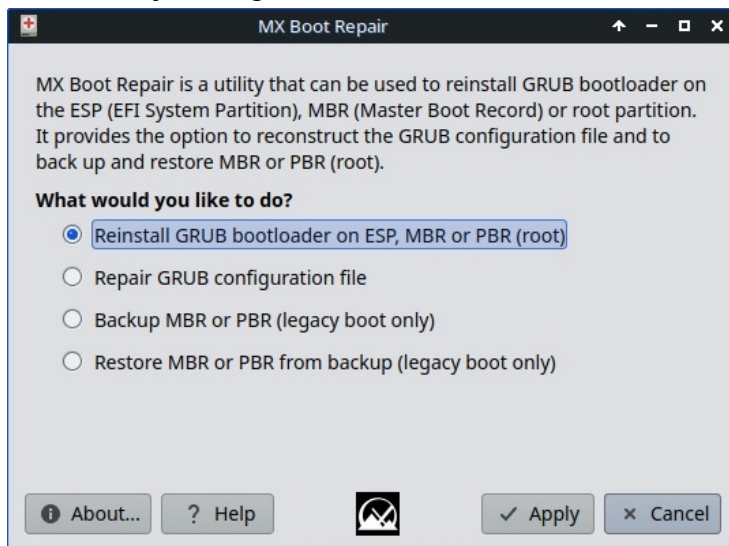 MX Boot Repair
MX Boot Repair is a utility that can be used to reinstall GRUB bootloader on
the ESP (EFI System Partition), MBR (Master Boot Record) or root partition.
It provides the option to reconstruct the GRUB configuration file and to
back up and restore MBR or PBR (root).
What would you like to do?
Reinstall GRUB bootloader on ESP, MBR or PBR (root)
Repair GRUB configuration file
Backup MBR or PBR (legacy boot only)
Restore MBR or PBR from backup (legacy boot only)
About... ? Help Apply Cancel